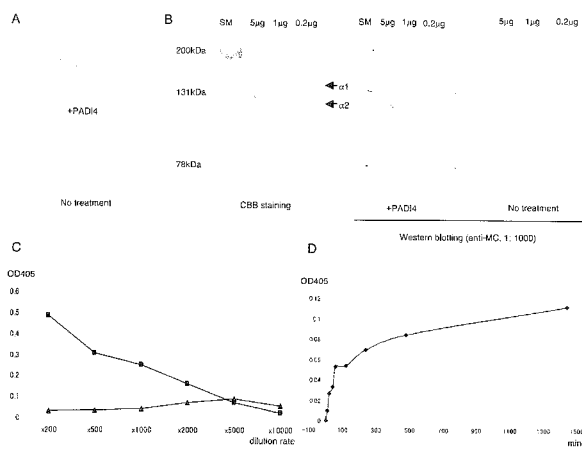 A
B
SM 5µg 1µg 0.2µg
SM 5µg 1µg 0.2µg
5µg 1µg 0.2µg
200kDa
131kDa
α1
α2
+PADI4
78kDa
No treatment
CBB staining
+PADI4
No treatment
Western blotting (anti-MC, 1: 1000)
C
OD405
0.6
0.5
0.4
0.3
0.2
0.1
0
x200 x500 x1000 x2000 x5000 x10000
dilution rate
D
OD405
0.12
0.1
0.08
0.06
0.04
0.02
0
-100 100 300 500 700 900 1100 1300 1500
mins